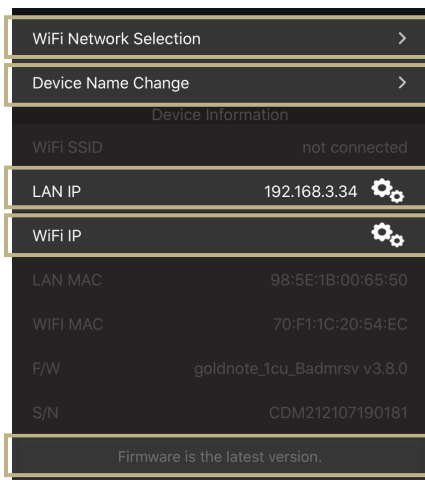 WiFi Network Selection
Device Name Change
Device Information
WiFi SSID not connected
LAN IP 192.168.3.34
WiFi IP
LAN MAC 98:5E:1B:00:65:50
WIFI MAC 70:F1:1C:20:54:EC
F/W goldnote_1cu_Badmrsv v3.8.0
S/N CDM212107190181
Firmware is the latest version.